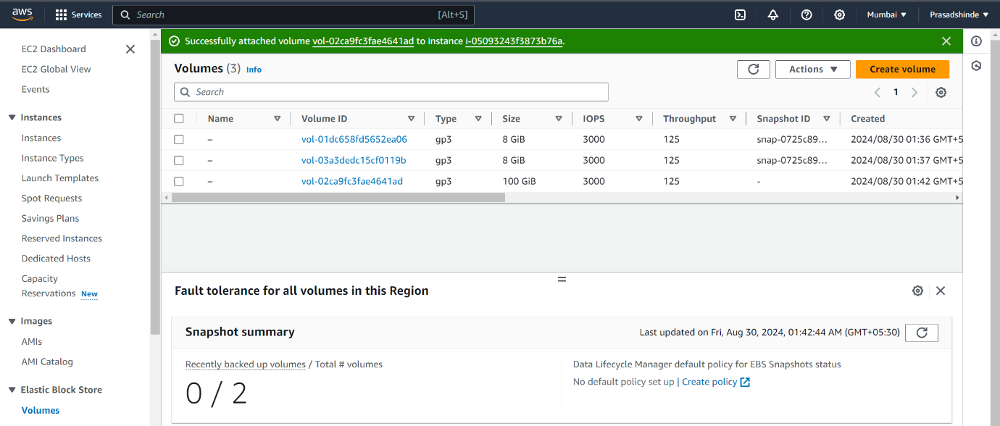 aws Services Search [Alt+S] Mumbai ▼ Prasadshinde ▼
EC2 Dashboard
EC2 Global View
Events
Instances
Instances
Instance Types
Launch Templates
Spot Requests
Savings Plans
Reserved Instances
Dedicated Hosts
Capacity
Reservations New
Images
AMIs
AMI Catalog
Elastic Block Store
Volumes
Successfully attached volume vol-02ca9fc3fae4641ad to instance i-05093243f3873b76a.
Volumes (3) Info Actions ▼ Create volume
Search 1
Name Volume ID Type Size IOPS Throughput Snapshot ID Created
– vol-01dc658fd5652ea06 gp3 8 GiB 3000 125 snap-0725c89... 2024/08/30 01:36 GMT+5
– vol-03a3dedc15cf0119b gp3 8 GiB 3000 125 snap-0725c89... 2024/08/30 01:37 GMT+5
– vol-02ca9fc3fae4641ad gp3 100 GiB 3000 125 - 2024/08/30 01:42 GMT+5
Fault tolerance for all volumes in this Region
Snapshot summary Last updated on Fri, Aug 30, 2024, 01:42:44 AM (GMT+05:30)
Recently backed up volumes / Total # volumes
0 / 2
Data Lifecycle Manager default policy for EBS Snapshots status
No default policy set up | Create policy